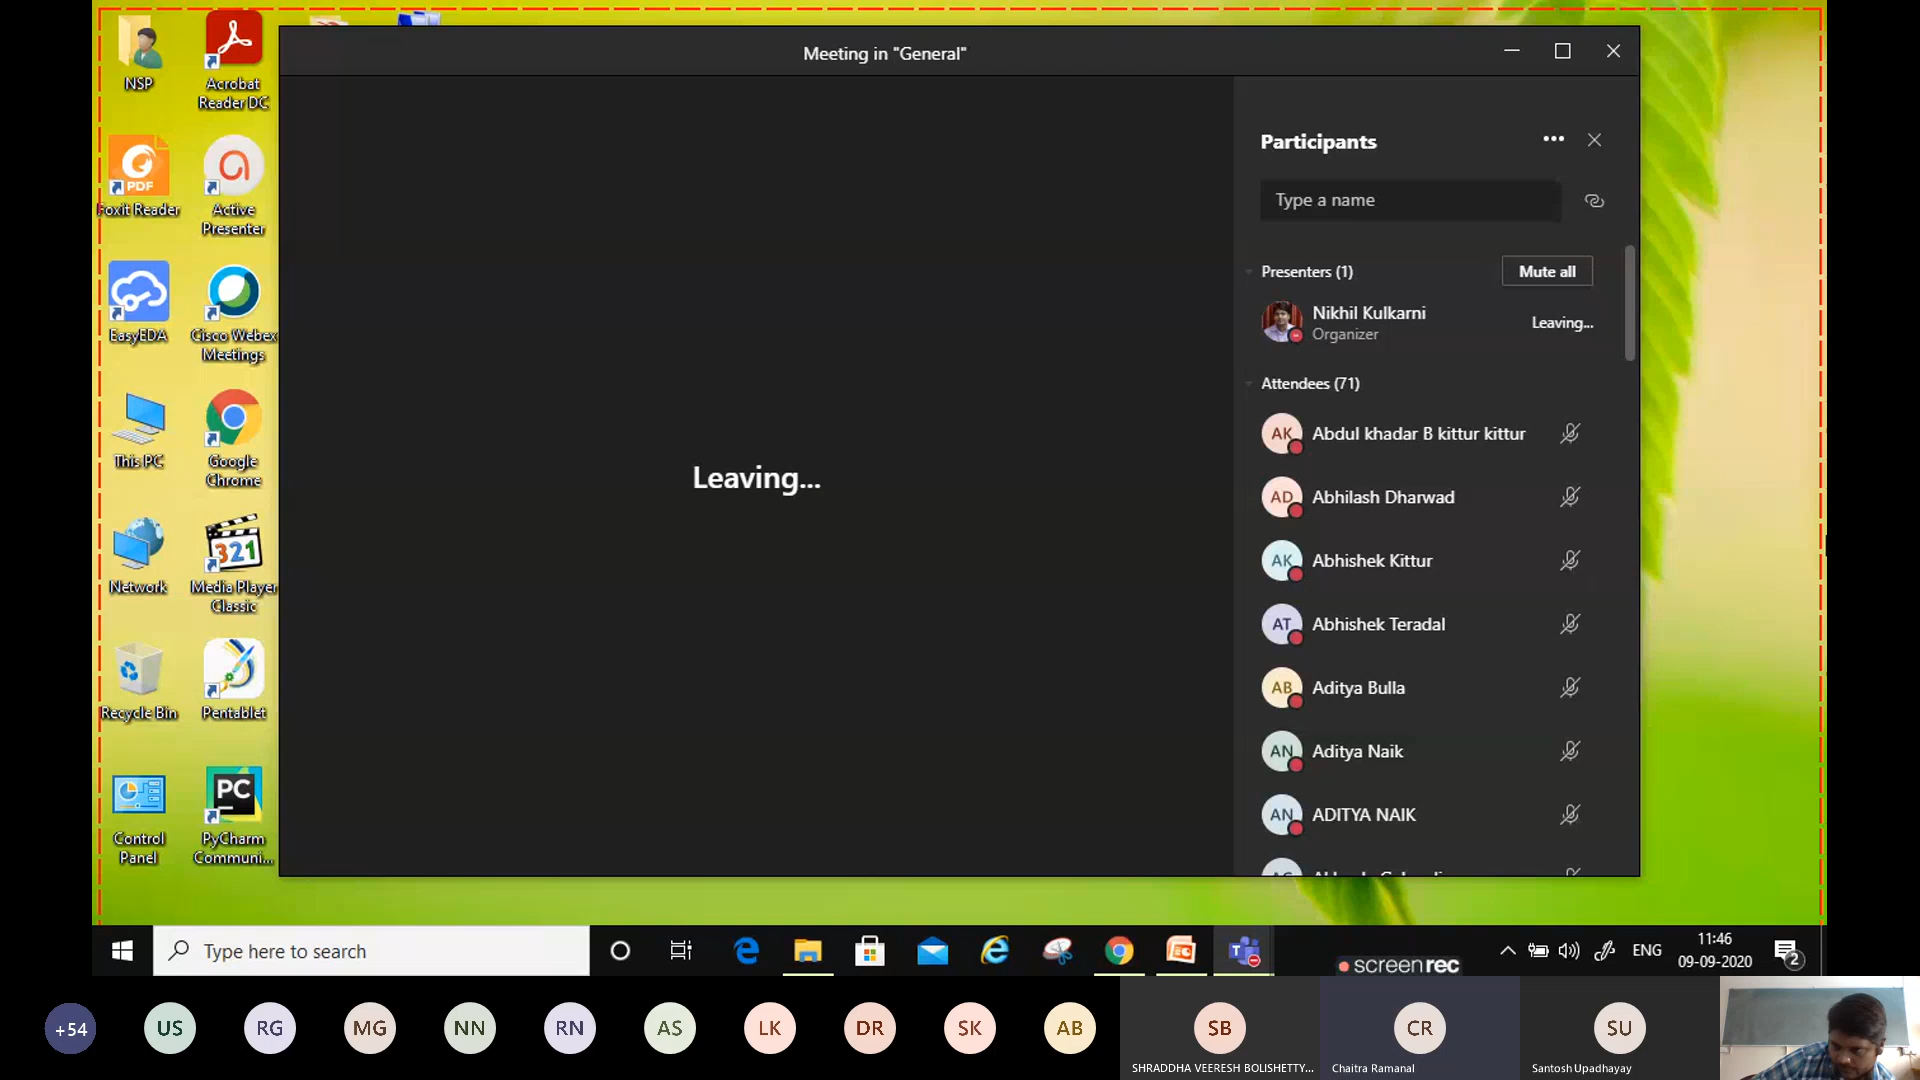 NSP
Acrobat
Reader DC
Foxit Reader
Active
Presenter
EasyEDA
Cisco Webex
Meetings
This PC
Google
Chrome
Network
Media Player
Classic
Recycle Bin
Pentablet
Control
Panel
PyCharm
Communi...
PDF
321
PC
Meeting in "General"
Leaving...
Participants
Type a name
Presenters (1)
Mute all
Nikhil Kulkarni
Organizer
Leaving...
Attendees (71)
AK Abdul khadar B kittur kittur
AD Abhilash Dharwad
AK Abhishek Kittur
AT Abhishek Teradal
AB Aditya Bulla
AN Aditya Naik
AN ADITYA NAIK
Type here to search
screenrec
ENG
11:46
09-09-2020
2
+54
US
RG
MG
NN
RN
AS
LK
DR
SK
AB
SB
SHRADDHA VEERESH BOLISHETTY...
CR
Chaitra Ramanal
SU
Santosh Upadhayay